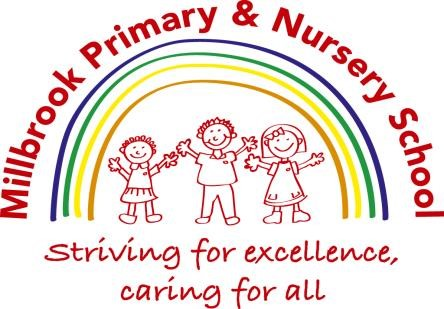 Millbrook Primary & Nursery School
Striving for excellence,
caring for all